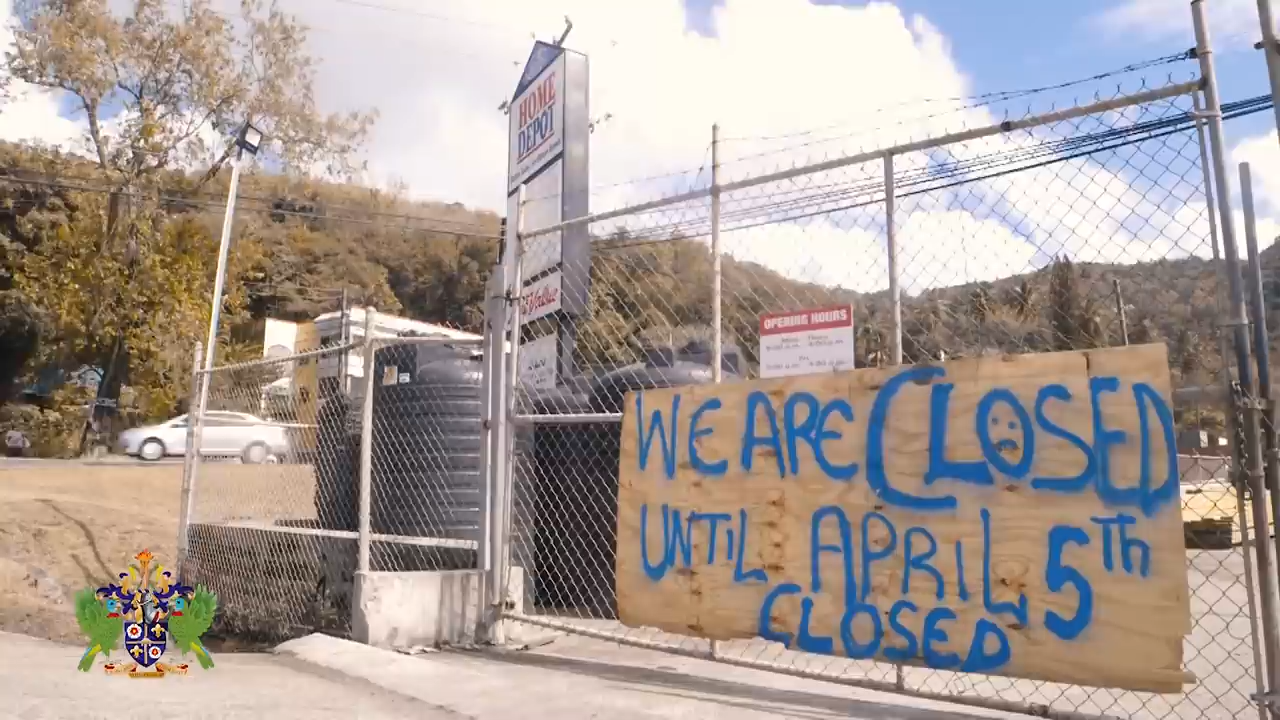 HOME
DEPOT
OPENING HOURS
WE ARE CLOSED
UNTIL APRIL 5TH
CLOSED